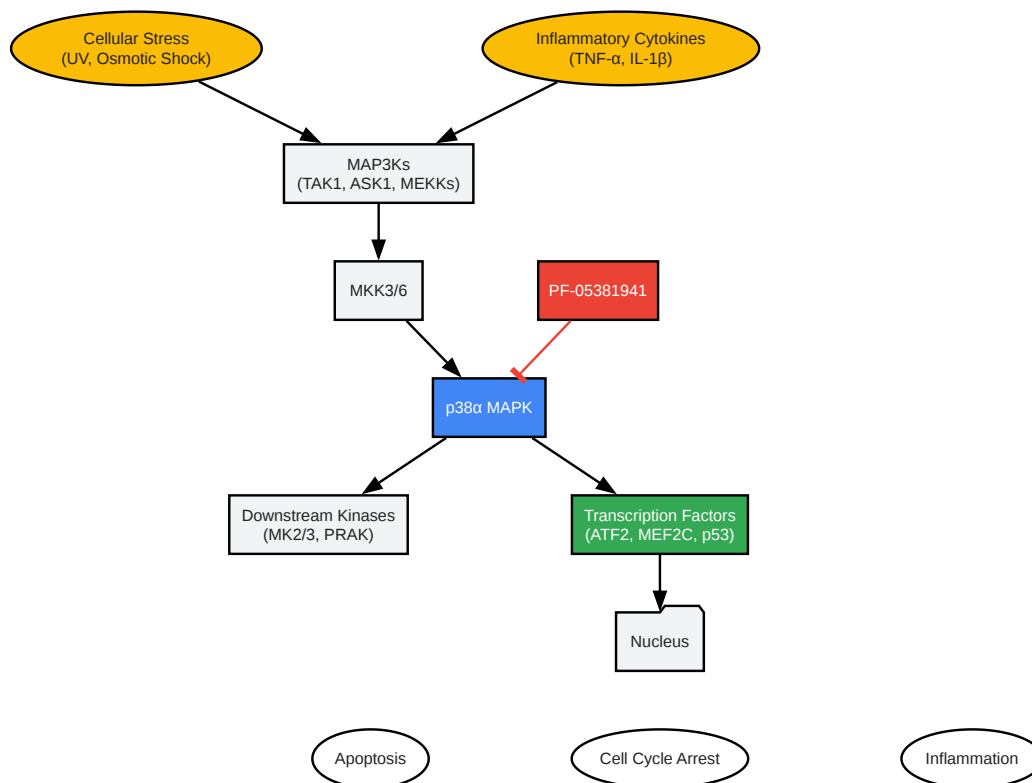 Cellular Stress
(UV, Osmotic Shock)
Inflammatory Cytokines
(TNF-α, IL-1β)
MAP3Ks
(TAK1, ASK1, MEKKs)
MKK3/6
PF-05381941
p38α MAPK
Downstream Kinases
(MK2/3, PRAK)
Transcription Factors
(ATF2, MEF2C, p53)
Nucleus
Apoptosis
Cell Cycle Arrest
Inflammation